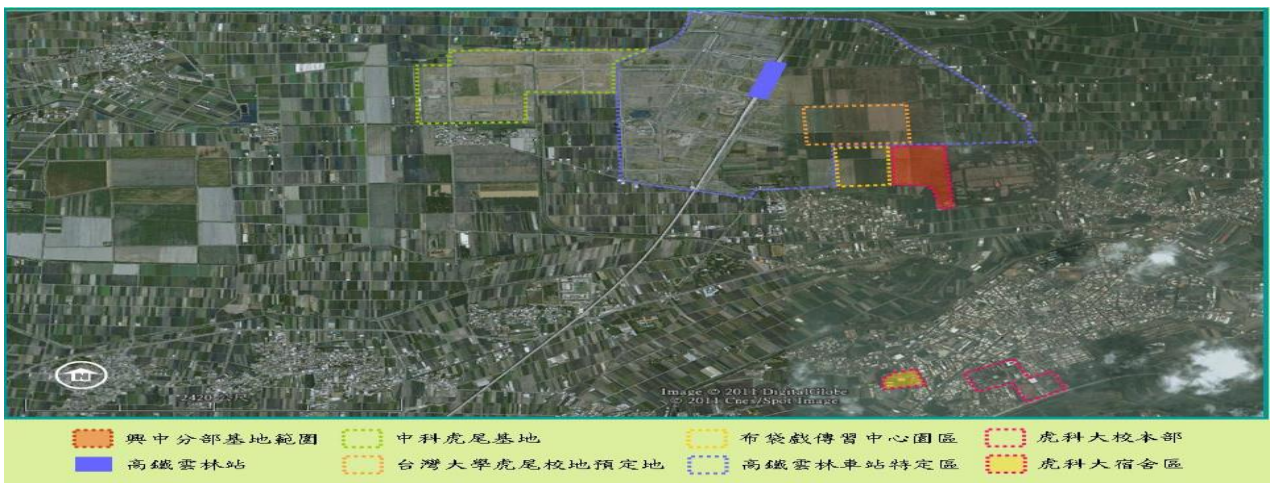 Image © 2011 DigitalGlobe
© 2011 Cnes/Spot Image
興中分部基地範圍
中科虎尾基地
布袋戲傳習中心園區
虎科大校本部
高鐵雲林站
台灣大學虎尾校地預定地
高鐵雲林車站特定區
虎科大宿舍區